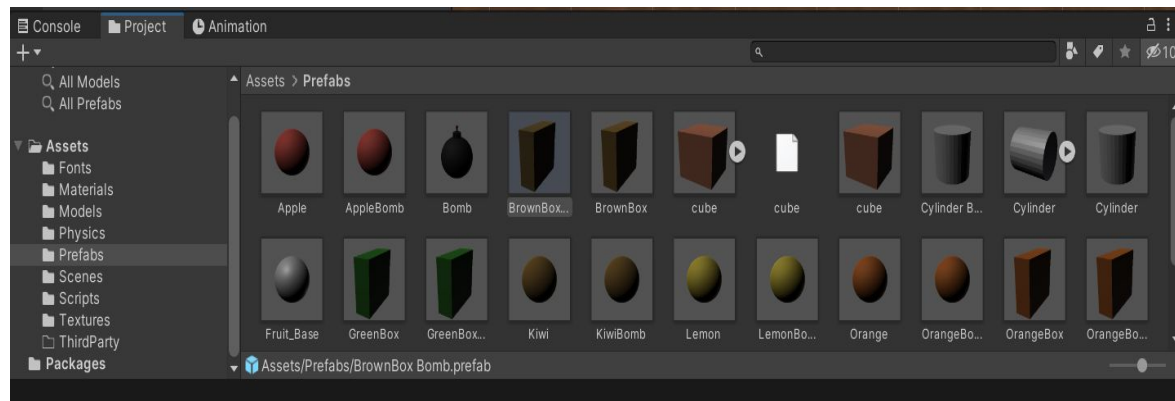 Console Project Animation
10
All Models
All Prefabs
Assets
Fonts
Materials
Models
Physics
Prefabs
Scenes
Scripts
Textures
ThirdParty
Packages
Assets > Prefabs
Apple AppleBomb Bomb BrownBox... BrownBox cube cube cube Cylinder B... Cylinder Cylinder
Fruit_Base GreenBox GreenBox... Kiwi KiwiBomb Lemon LemonBo... Orange OrangeBo... OrangeBox OrangeBo...
Assets/Prefabs/BrownBox Bomb.prefab